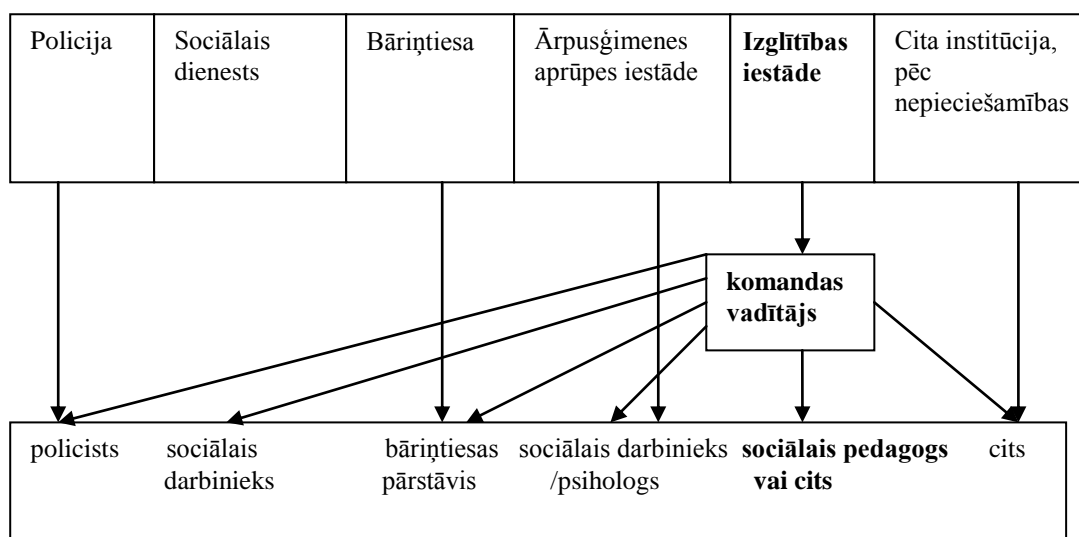 Policija
Sociālais
dienests
Bāriņtiesa
Ārpusģimenes
aprūpes iestāde
Izglītības
iestāde
Cita institūcija,
pēc
nepieciešamības
komandas
vadītājs
policists
sociālais
darbinieks
bāriņtiesas
pārstāvis
sociālais darbinieks
/psihologs
sociālais pedagogs
vai cits
cits